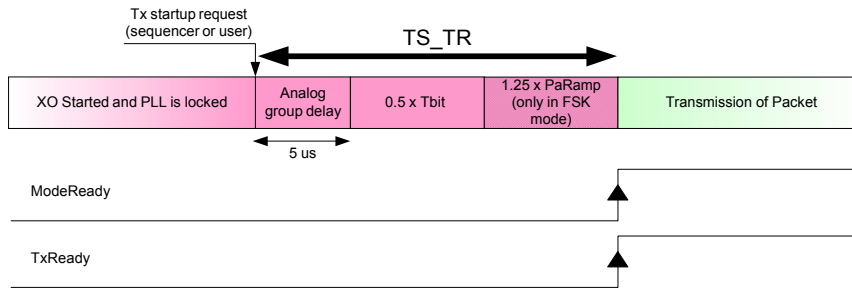 Tx startup request
(sequencer or user)
TS_TR
XO Started and PLL is locked
Analog
group delay
0.5 x Tbit
1.25 x PaRamp
(only in FSK
mode)
Transmission of Packet
5 us
ModeReady
TxReady